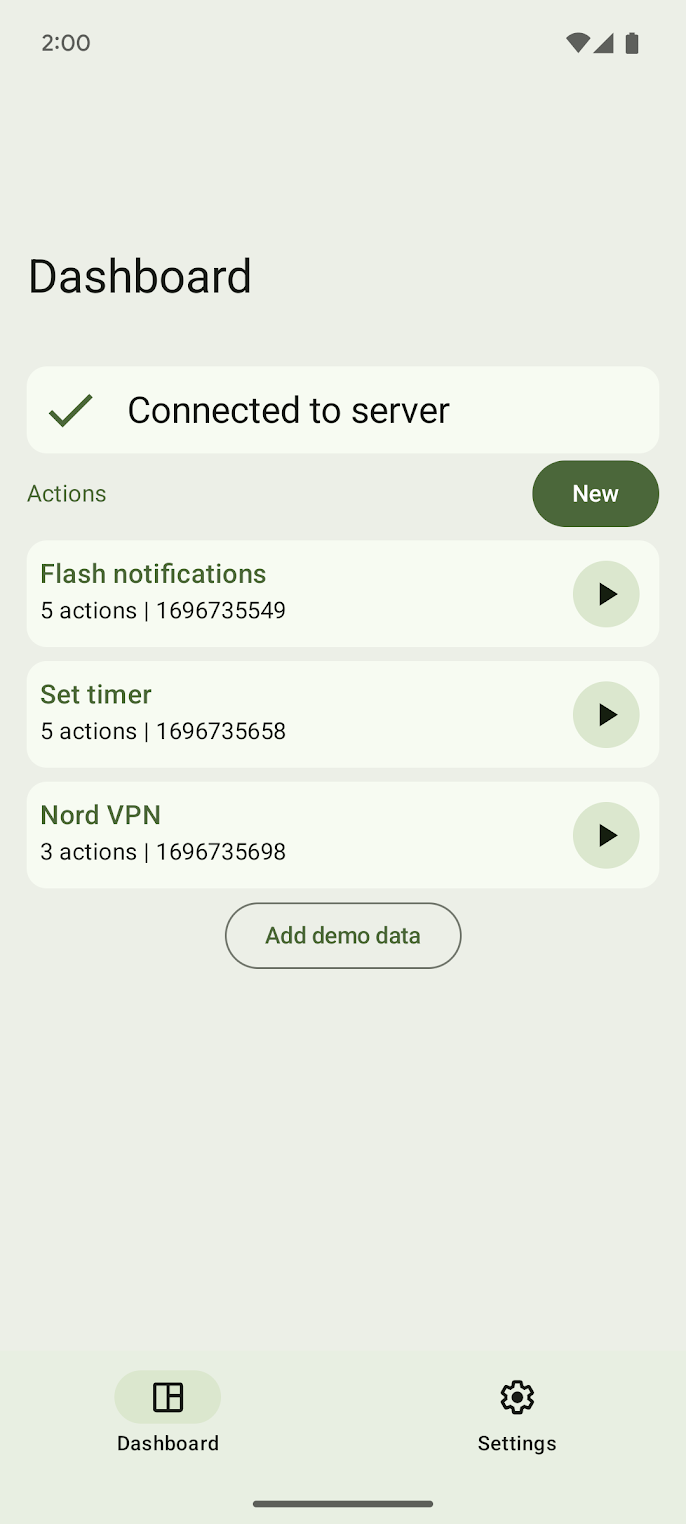 2:00
Dashboard
Connected to server
Actions
New
Flash notifications
5 actions | 1696735549
Set timer
5 actions | 1696735658
Nord VPN
3 actions | 1696735698
Add demo data
Dashboard
Settings